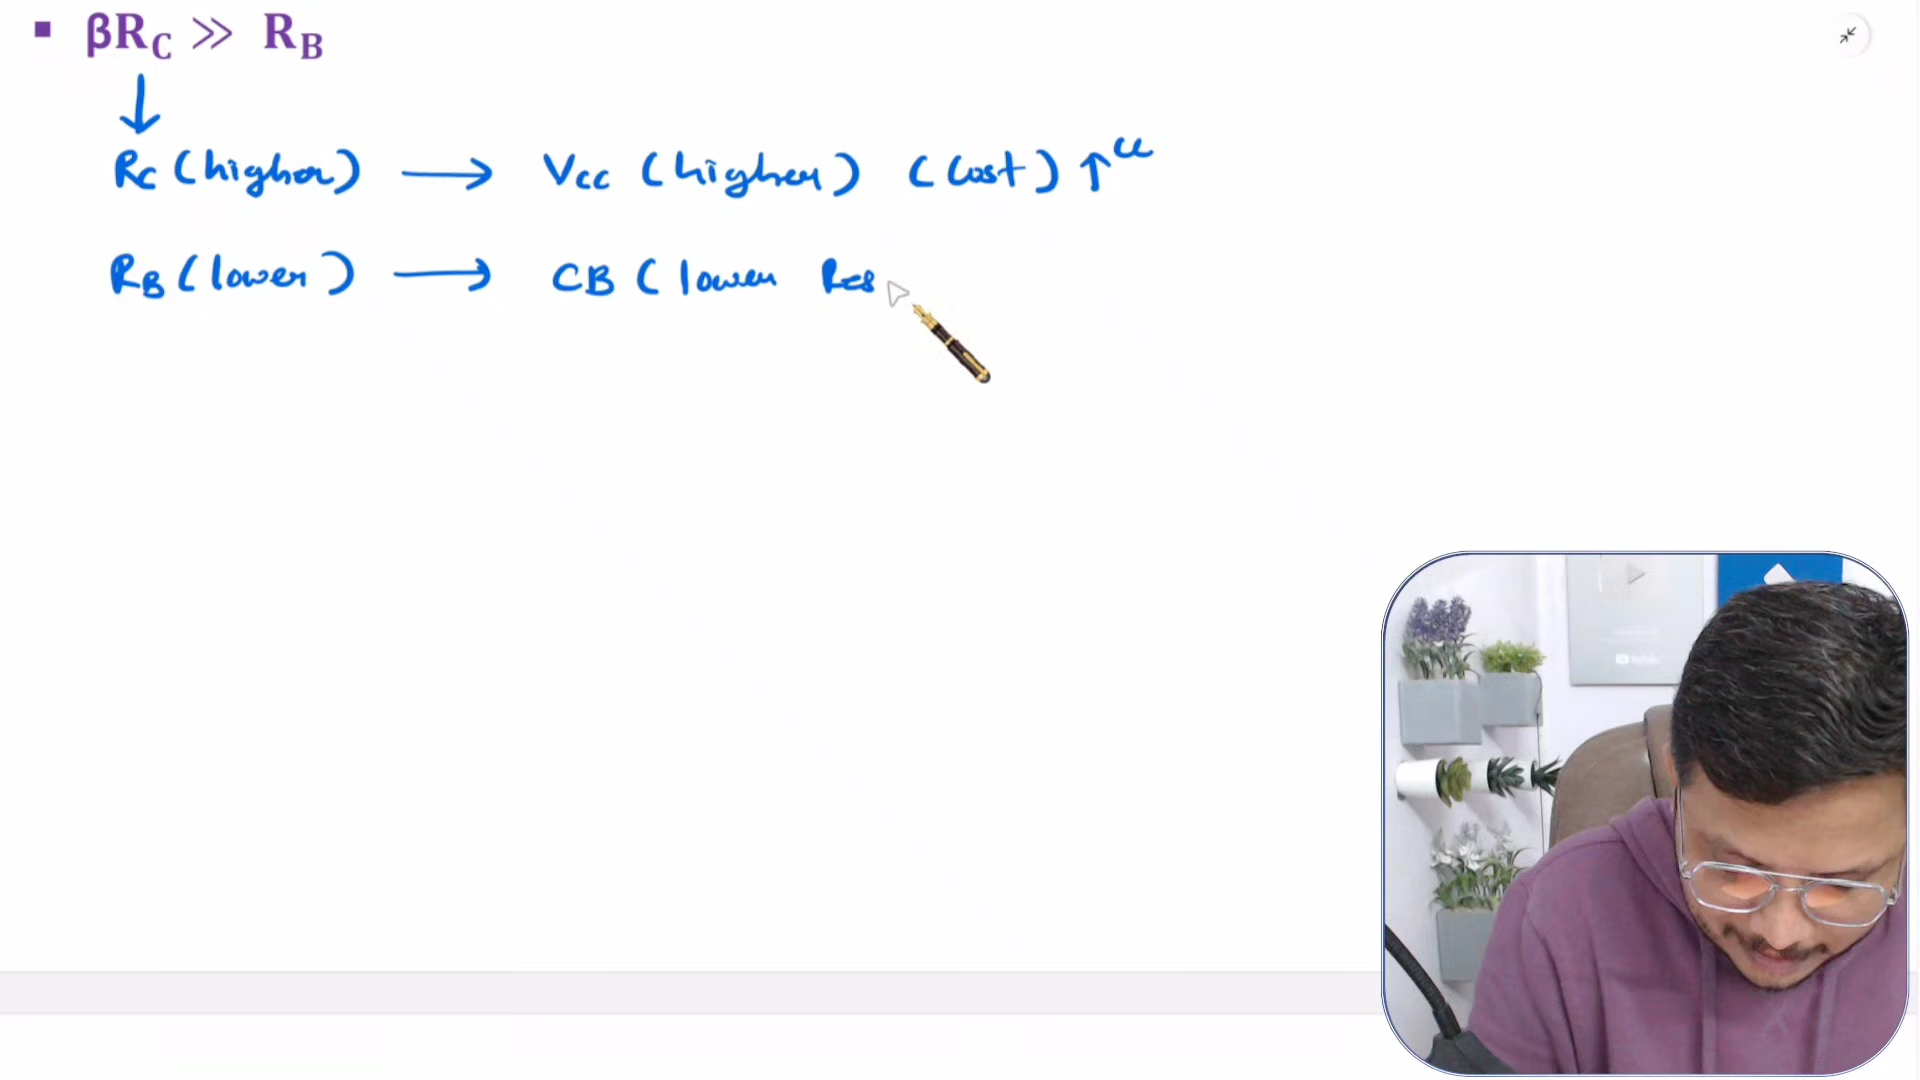 ▪ βR_C ≫ R_B
↓
R_C (higher) → V_CC (higher) (Cost) ↑
R_B (lower) → CB (lower Res